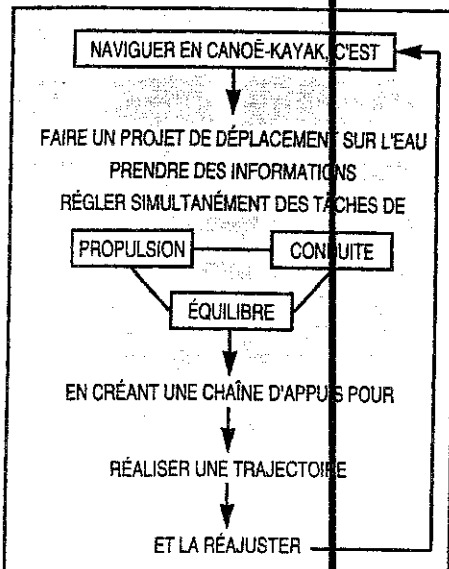 NAVIGUER EN CANOË-KAYAK, C'EST
FAIRE UN PROJET DE DÉPLACEMENT SUR L'EAU
PRENDRE DES INFORMATIONS
RÉGLER SIMULTANÉMENT DES TÂCHES DE
PROPULSION CONDUITE
ÉQUILIBRE
EN CRÉANT UNE CHAÎNE D'APPUIS POUR
RÉALISER UNE TRAJECTOIRE
ET LA RÉAJUSTER